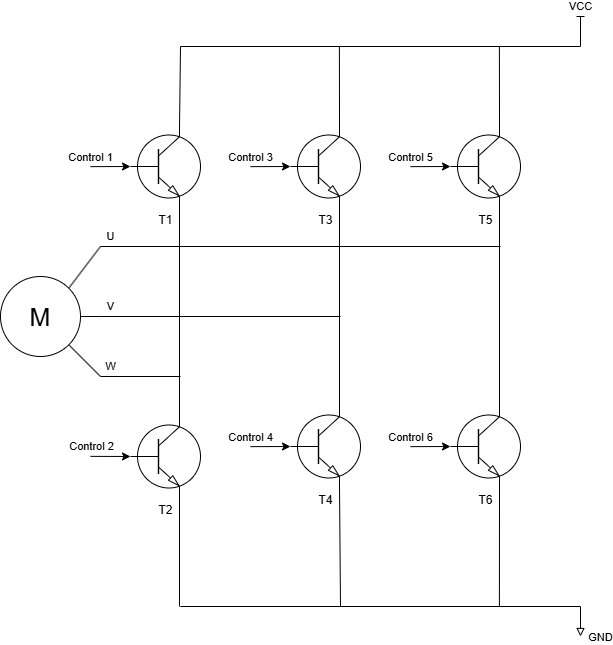 VCC
Control 1
Control 3
Control 5
T1
T3
T5
U
M
V
W
Control 2
Control 4
Control 6
T2
T4
T6
GND